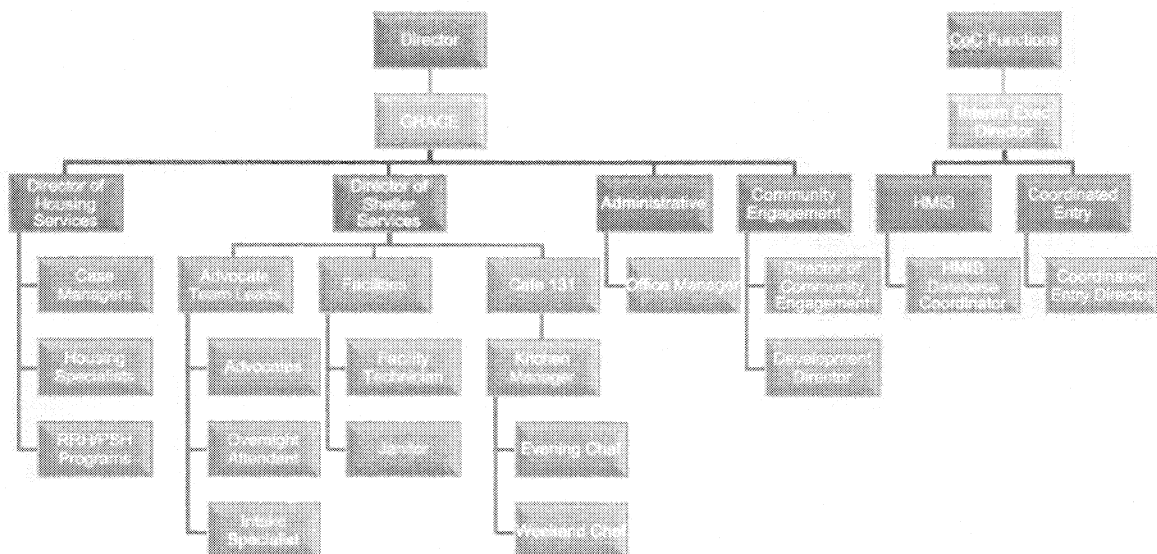 Director
CoC Functions
GRACE
Interim Exec
Director
Director of
Housing
Services
Director of
Shelter
Services
Administrative
Community
Engagement
HMIS
Coordinated
Entry
Case
Managers
Advocate
Team Leads
Facilities
Cafe 131
Office Manager
Director of
Community
Engagement
HMIS
Database
Coordinator
Coordinated
Entry Director
Housing
Specialists
Advocates
Facility
Technician
Kitchen
Manager
Development
Director
RRH/PSH
Programs
Overnight
Attendant
Janitor
Evening Chef
Intake
Specialist
Weekend Chef